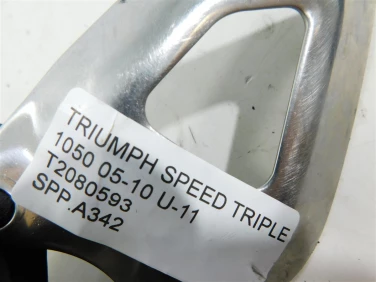 TRIUMPH SPEED TRIPLE
1050 05-10 U-11
T2080593
SPP.A342